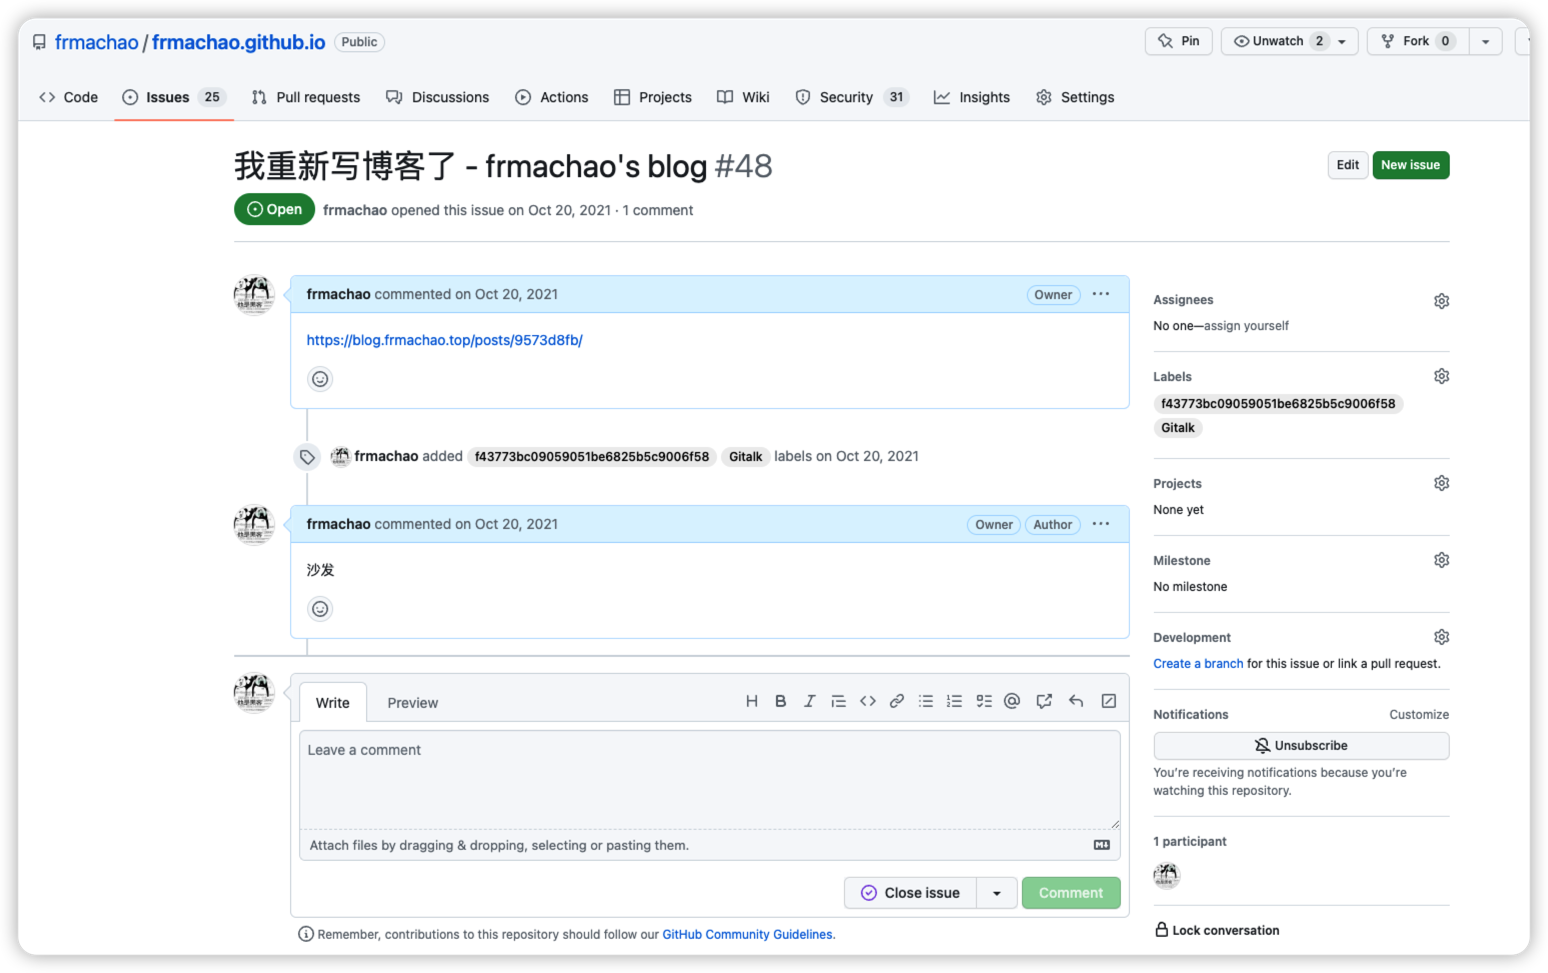 frmachao / frmachao.github.io Public
Pin Unwatch 2 Fork 0
Code Issues 25 Pull requests Discussions Actions Projects Wiki Security 31 Insights Settings
我重新写博客了 - frmachao's blog #48
Edit New issue
Open frmachao opened this issue on Oct 20, 2021 · 1 comment
frmachao commented on Oct 20, 2021 Owner
https://blog.frmachao.top/posts/9573d8fb/
frmachao added f43773bc09059051be6825b5c9006f58 Gitalk labels on Oct 20, 2021
frmachao commented on Oct 20, 2021 Owner Author
沙发
Write Preview
Leave a comment
Attach files by dragging & dropping, selecting or pasting them.
Close issue Comment
Remember, contributions to this repository should follow our GitHub Community Guidelines.
Assignees
No one—assign yourself
Labels
f43773bc09059051be6825b5c9006f58
Gitalk
Projects
None yet
Milestone
No milestone
Development
Create a branch for this issue or link a pull request.
Notifications Customize
Unsubscribe
You're receiving notifications because you're
watching this repository.
1 participant
Lock conversation